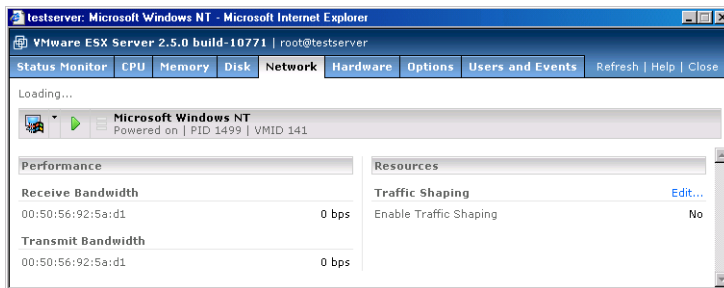 testserver: Microsoft Windows NT - Microsoft Internet Explorer
VMware ESX Server 2.5.0 build-10771 | root@testserver
Status Monitor CPU Memory Disk Network Hardware Options Users and Events Refresh | Help | Close
Loading...
Microsoft Windows NT
Powered on | PID 1499 | VMID 141
Performance
Receive Bandwidth
00:50:56:92:5a:d1 0 bps
Transmit Bandwidth
00:50:56:92:5a:d1 0 bps
Resources
Traffic Shaping Edit...
Enable Traffic Shaping No